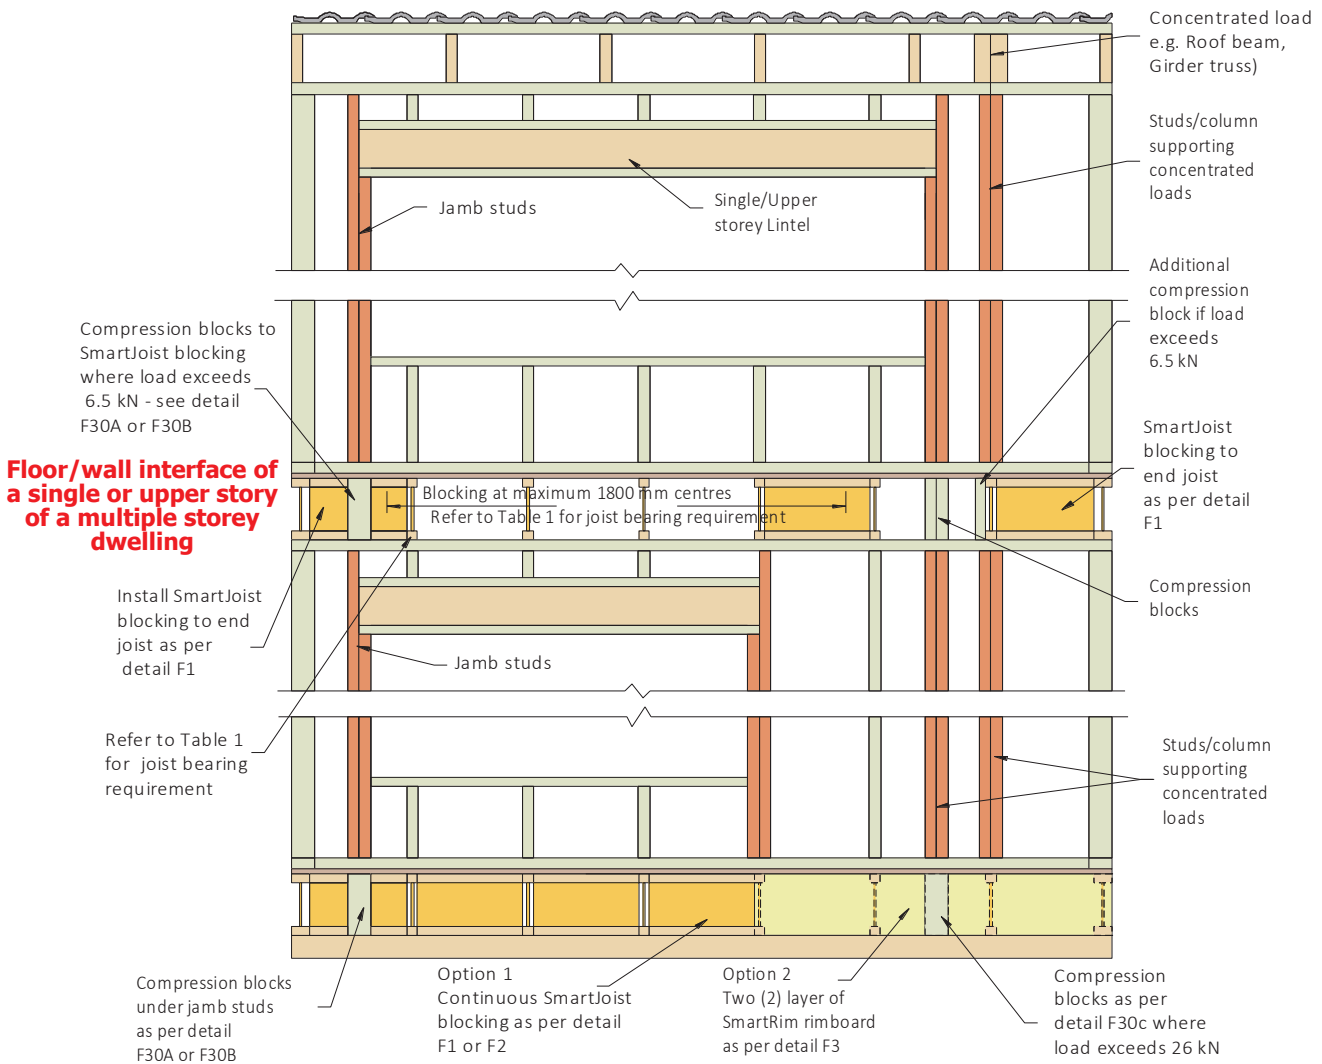 Concentrated load
e.g. Roof beam,
Girder truss)
Studs/column
supporting
concentrated
loads
Jamb studs
Single/Upper
storey Lintel
Additional
compression
block if load
exceeds
6.5 kN
Compression blocks to
SmartJoist blocking
where load exceeds
6.5 kN - see detail
F30A or F30B
SmartJoist
blocking to
end joist
as per detail
F1
Floor/wall interface of
a single or upper story
of a multiple storey
dwelling
Blocking at maximum 1800 mm centres
Refer to Table 1 for joist bearing requirement
Install SmartJoist
blocking to end
joist as per
detail F1
Compression
blocks
Jamb studs
Refer to Table 1
for joist bearing
requirement
Studs/column
supporting
concentrated
loads
Compression blocks
under jamb studs
as per detail
F30A or F30B
Option 1
Continuous SmartJoist
blocking as per detail
F1 or F2
Option 2
Two (2) layer of
SmartRim rimboard
as per detail F3
Compression
blocks as per
detail F30c where
load exceeds 26 kN